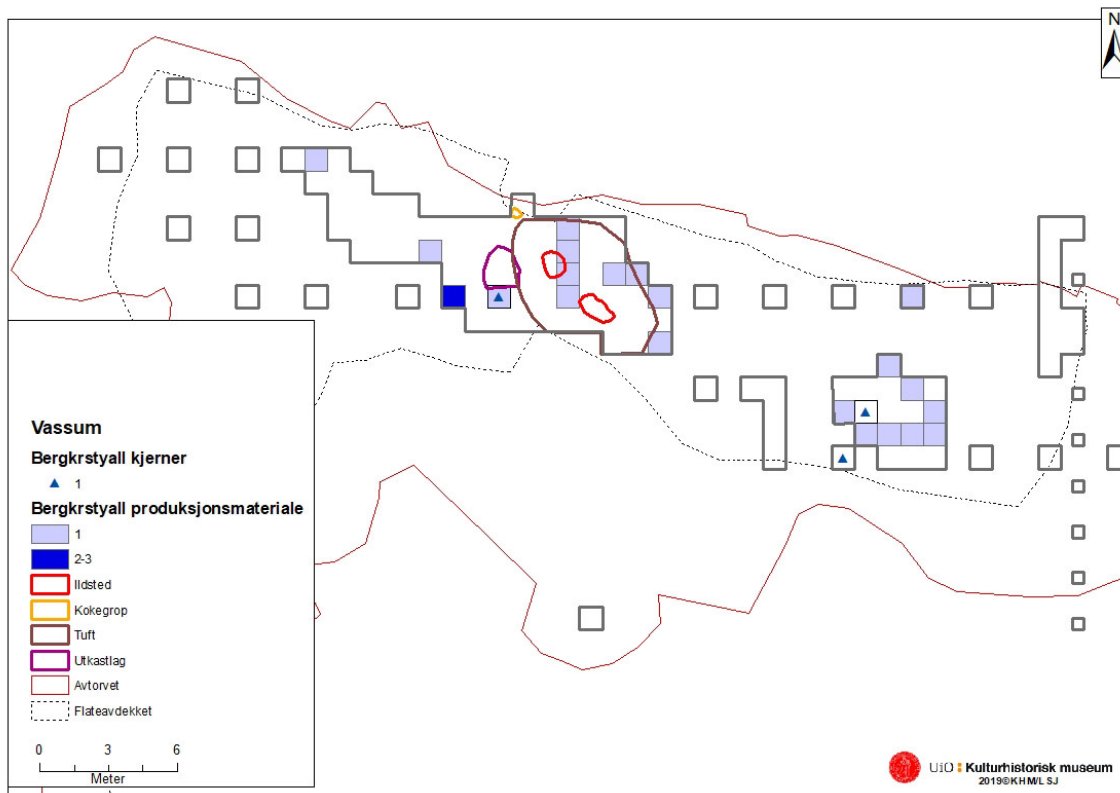 N
Vassum
Bergkrstyall kjerner
1
Bergkrstyall produksjonsmateriale
1
2-3
Ildsted
Kokegrop
Tuft
Utkastlag
Avtorvet
Flateavdekket
0 3 6
Meter
UiO : Kulturhistorisk museum
2019©KHM/LSJ